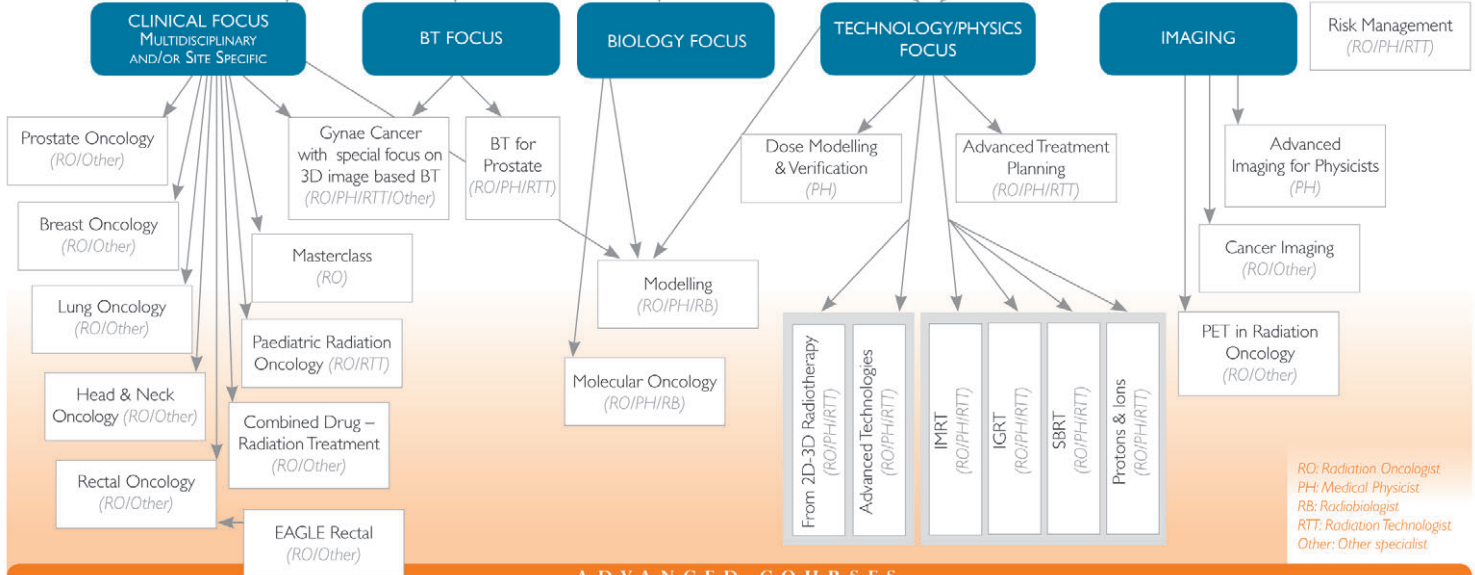 CLINICAL FOCUS
MULTIDISCIPLINARY
AND/OR SITE SPECIFIC
BT FOCUS
BIOLOGY FOCUS
TECHNOLOGY/PHYSICS
FOCUS
IMAGING
Risk Management
(RO/PH/RTT)
Prostate Oncology
(RO/Other)
Breast Oncology
(RO/Other)
Lung Oncology
(RO/Other)
Head & Neck
Oncology (RO/Other)
Rectal Oncology
(RO/Other)
EAGLE Rectal
(RO/Other)
Gynae Cancer
with special focus on
3D image based BT
(RO/PH/RTT/Other)
Masterclass
(RO)
Paediatric Radiation
Oncology (RO/RTT)
Combined Drug –
Radiation Treatment
(RO/Other)
BT for
Prostate
(RO/PH/RTT)
Modelling
(RO/PH/RB)
Molecular Oncology
(RO/PH/RB)
Dose Modelling
& Verification
(PH)
Advanced Treatment
Planning
(RO/PH/RTT)
From 2D-3D Radiotherapy
(RO/PH/RTT)
Advanced Technologies
(RO/PH/RTT)
IMRT
(RO/PH/RTT)
IGRT
(RO/PH/RTT)
SBRT
(RO/PH/RTT)
Protons & Ions
(RO/PH/RTT)
Advanced
Imaging for Physicists
(PH)
Cancer Imaging
(RO/Other)
PET in Radiation
Oncology
(RO/Other)
RO: Radiation Oncologist
PH: Medical Physicist
RB: Radiobiologist
RTT: Radiation Technologist
Other: Other specialist
ADVANCED COURSES